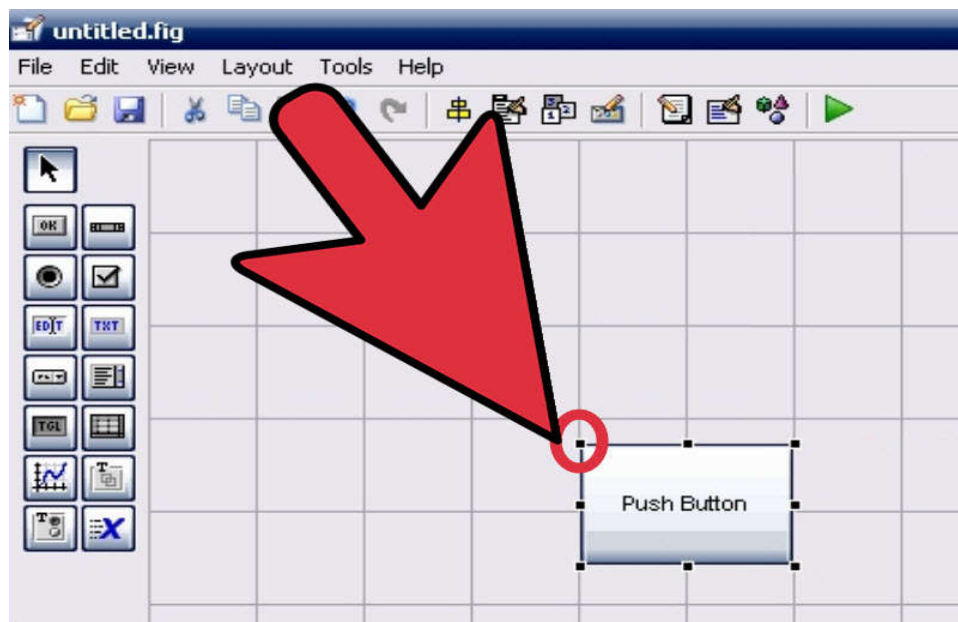 untitled.fig
File Edit View Layout Tools Help
OK
EDIT TXT
TGL
T
T X
Push Button